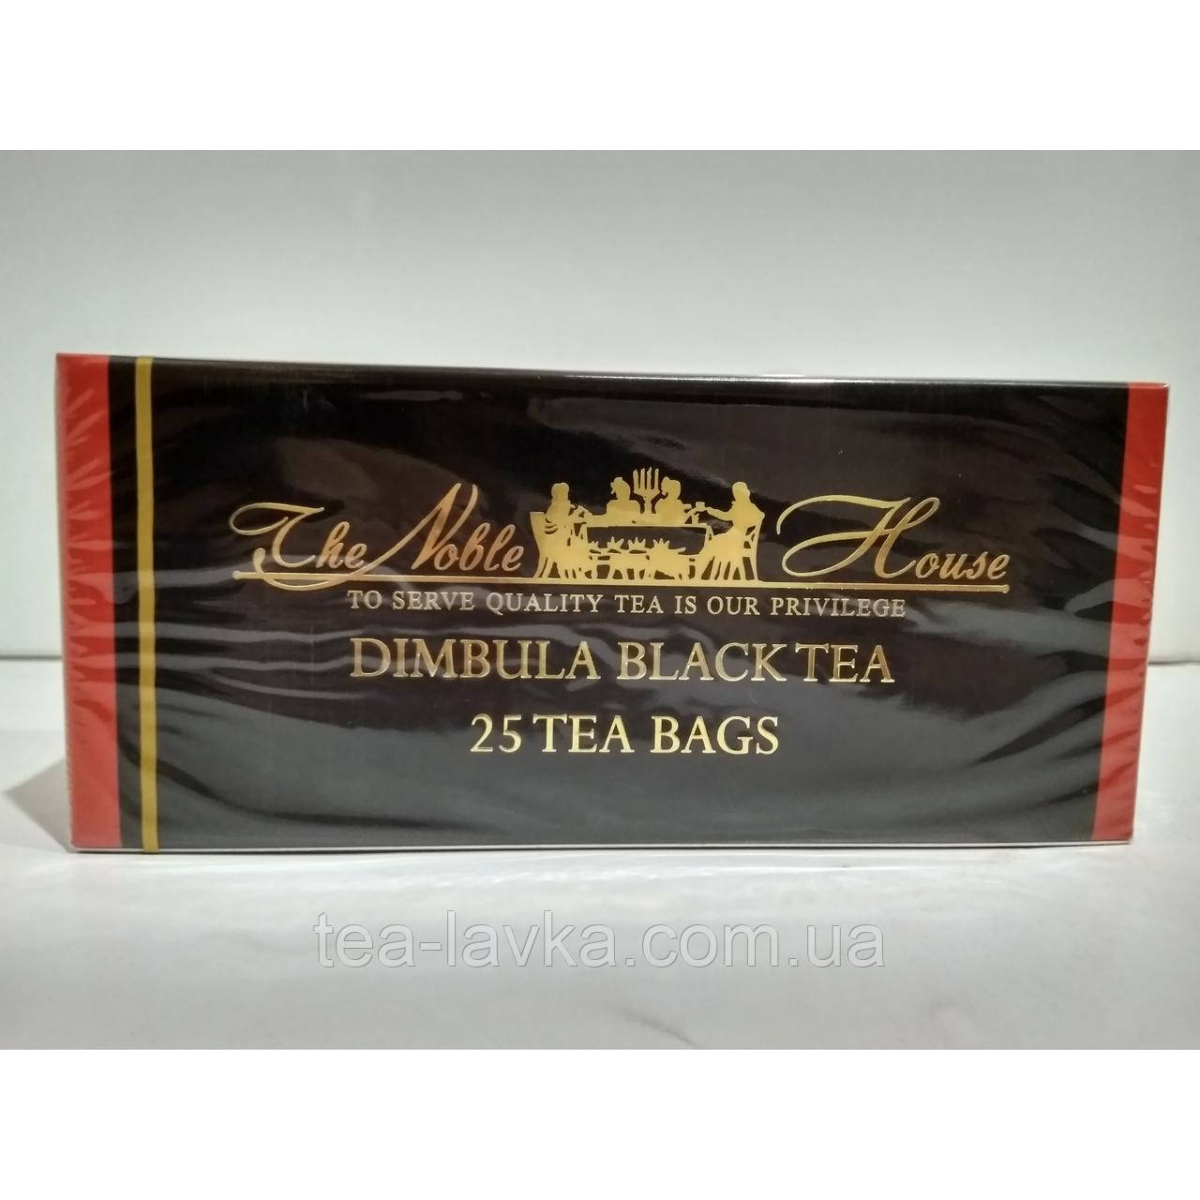 The Noble House
TO SERVE QUALITY TEA IS OUR PRIVILEGE
DIMBULA BLACK TEA
25 TEA BAGS
tea-lavka.com.ua